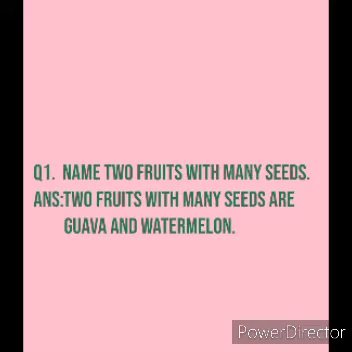 Q1. NAME TWO FRUITS WITH MANY SEEDS.
ANS:TWO FRUITS WITH MANY SEEDS ARE
GUAVA AND WATERMELON.
PowerDirector